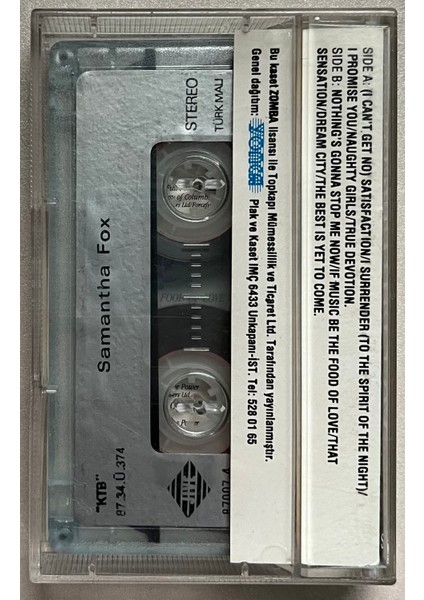 SIDE A: (I CAN'T GET NO) SATISFACTION/I SURRENDER (TO THE SPIRIT OF THE NIGHT)/
I PROMISE YOU/NAUGHTY GIRLS/TRUE DEVOTION.
SIDE B: NOTHING'S GONNA STOP ME NOW/IF MUSIC BE THE FOOD OF LOVE/THAT
SENSATION/DREAM CITY/THE BEST IS YET TO COME.
Bu kaset ZOMBA lisansı ile Topkapı Mümessillik ve Ticaret Ltd. Tarafından yayınlanmıştır.
Genel dağıtım: YONKA Plak ve Kaset IMÇ 6433 Unkapanı-İST. Tel: 528 01 65
STEREO
TÜRK MALI
Samantha Fox
"KTB"
87.34.Ü.374